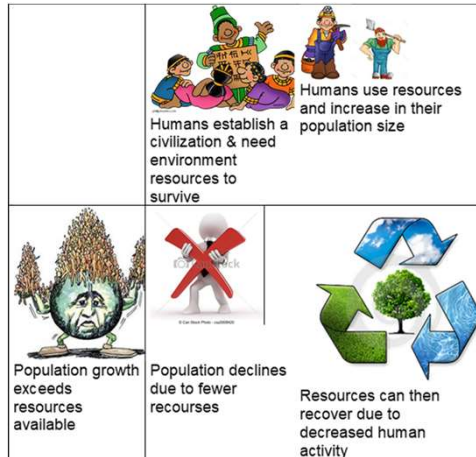 Humans establish a
civilization & need
environment
resources to
survive
Humans use resources
and increase in their
population size
Population growth
exceeds
resources
available
Population declines
due to fewer
recourses
Resources can then
recover due to
decreased human
activity